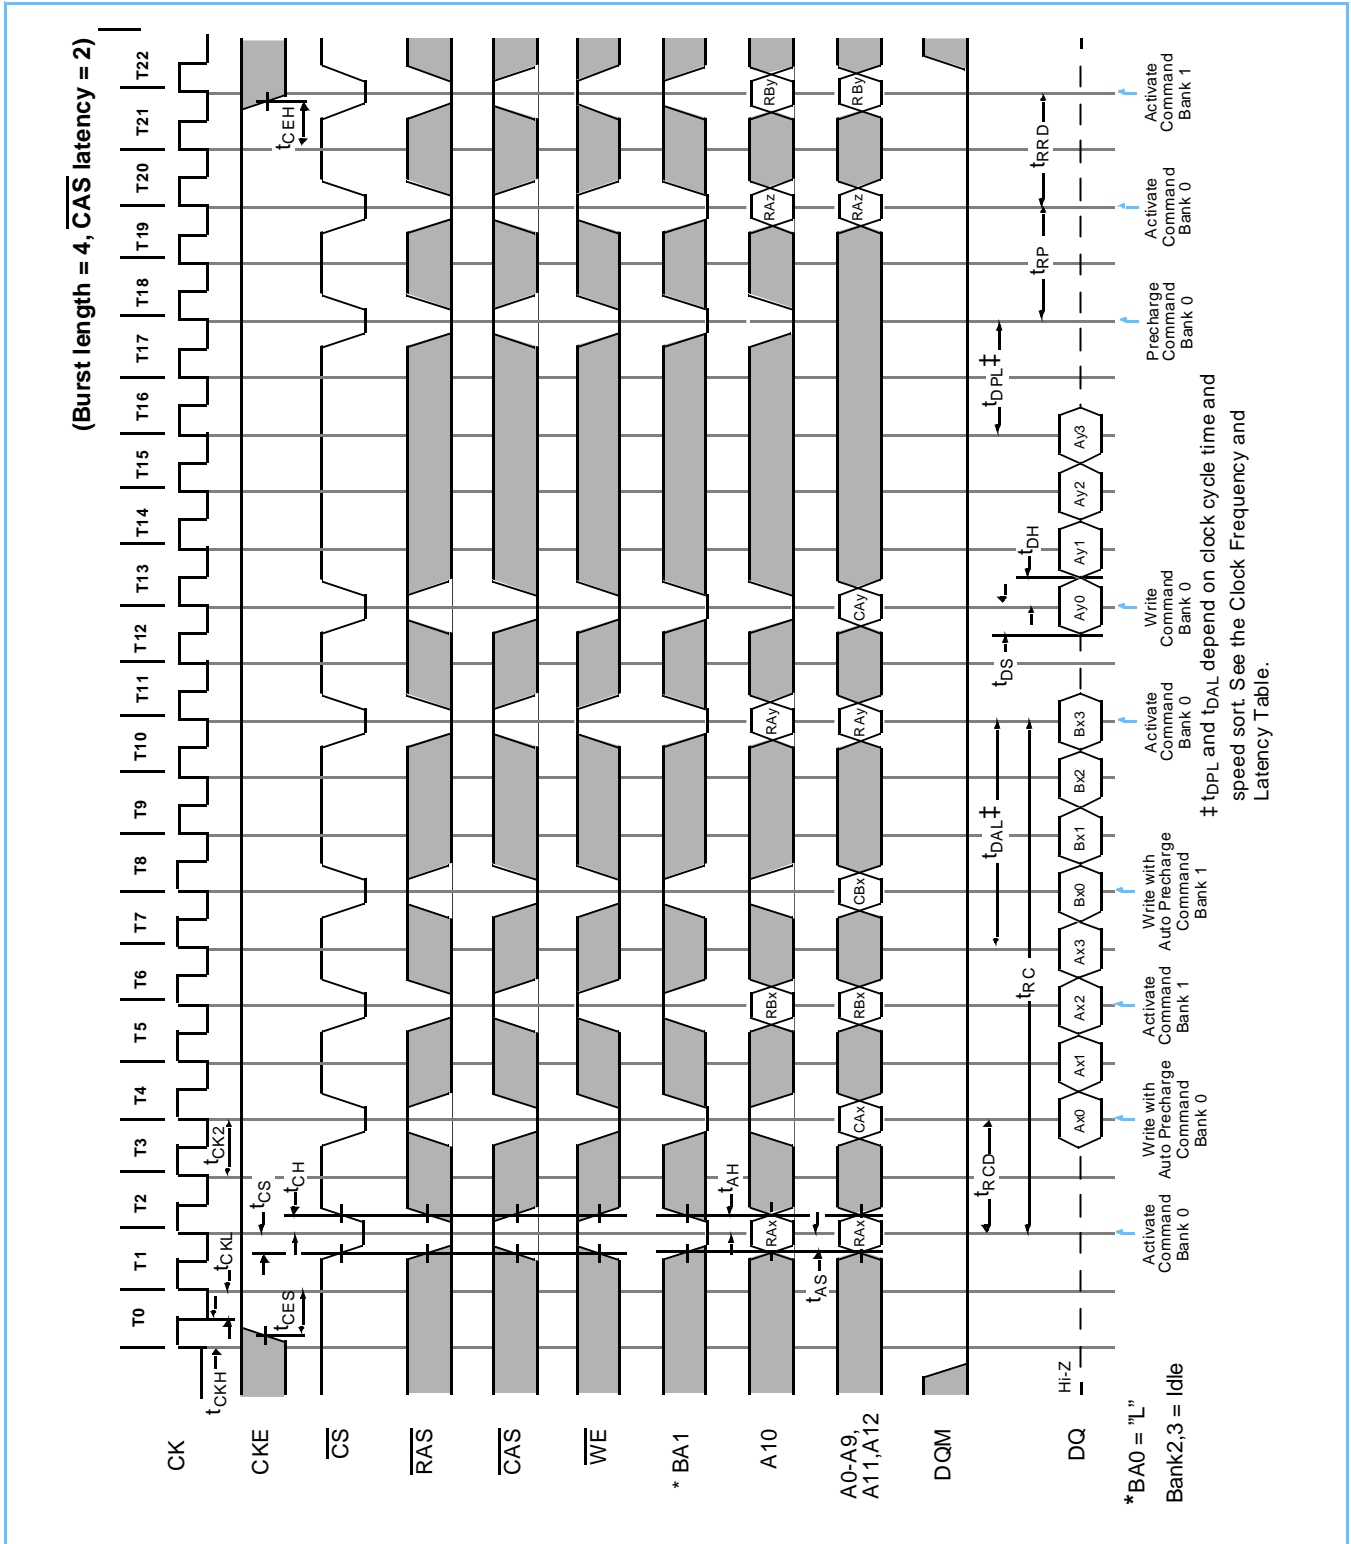 (Burst length = 4, CAS latency = 2)
T0 T1 T2 T3 T4 T5 T6 T7 T8 T9 T10 T11 T12 T13 T14 T15 T16 T17 T18 T19 T20 T21 T22
CK
tCKH
tCKL
tCK2
CKE
tCES
tCS
tCH
tCEH
CS
RAS
CAS
WE
* BA1
tAH
A10
RAx RBx RAy RAz RBy
tAS
A0-A9,
A11,A12
RAx CAx RBx CBx RAy CAy RAz RBy
DQM
tRCD
tDAL‡
tDS
tDPL‡
tRC
tDH
tRP
tRRD
DQ
Hi-Z
Ax0 Ax1 Ax2 Ax3 Bx0 Bx1 Bx2 Bx3 Ay0 Ay1 Ay2 Ay3
Activate
Command
Bank 0
Write with
Auto Precharge
Command
Bank 0
Activate
Command
Bank 1
Write with
Auto Precharge
Command
Bank 1
Activate
Command
Bank 0
Write
Command
Bank 0
Precharge
Command
Bank 0
Activate
Command
Bank 0
Activate
Command
Bank 1
*BA0 = "L"
Bank2,3 = Idle
‡ tDPL and tDAL depend on clock cycle time and
speed sort. See the Clock Frequency and
Latency Table.